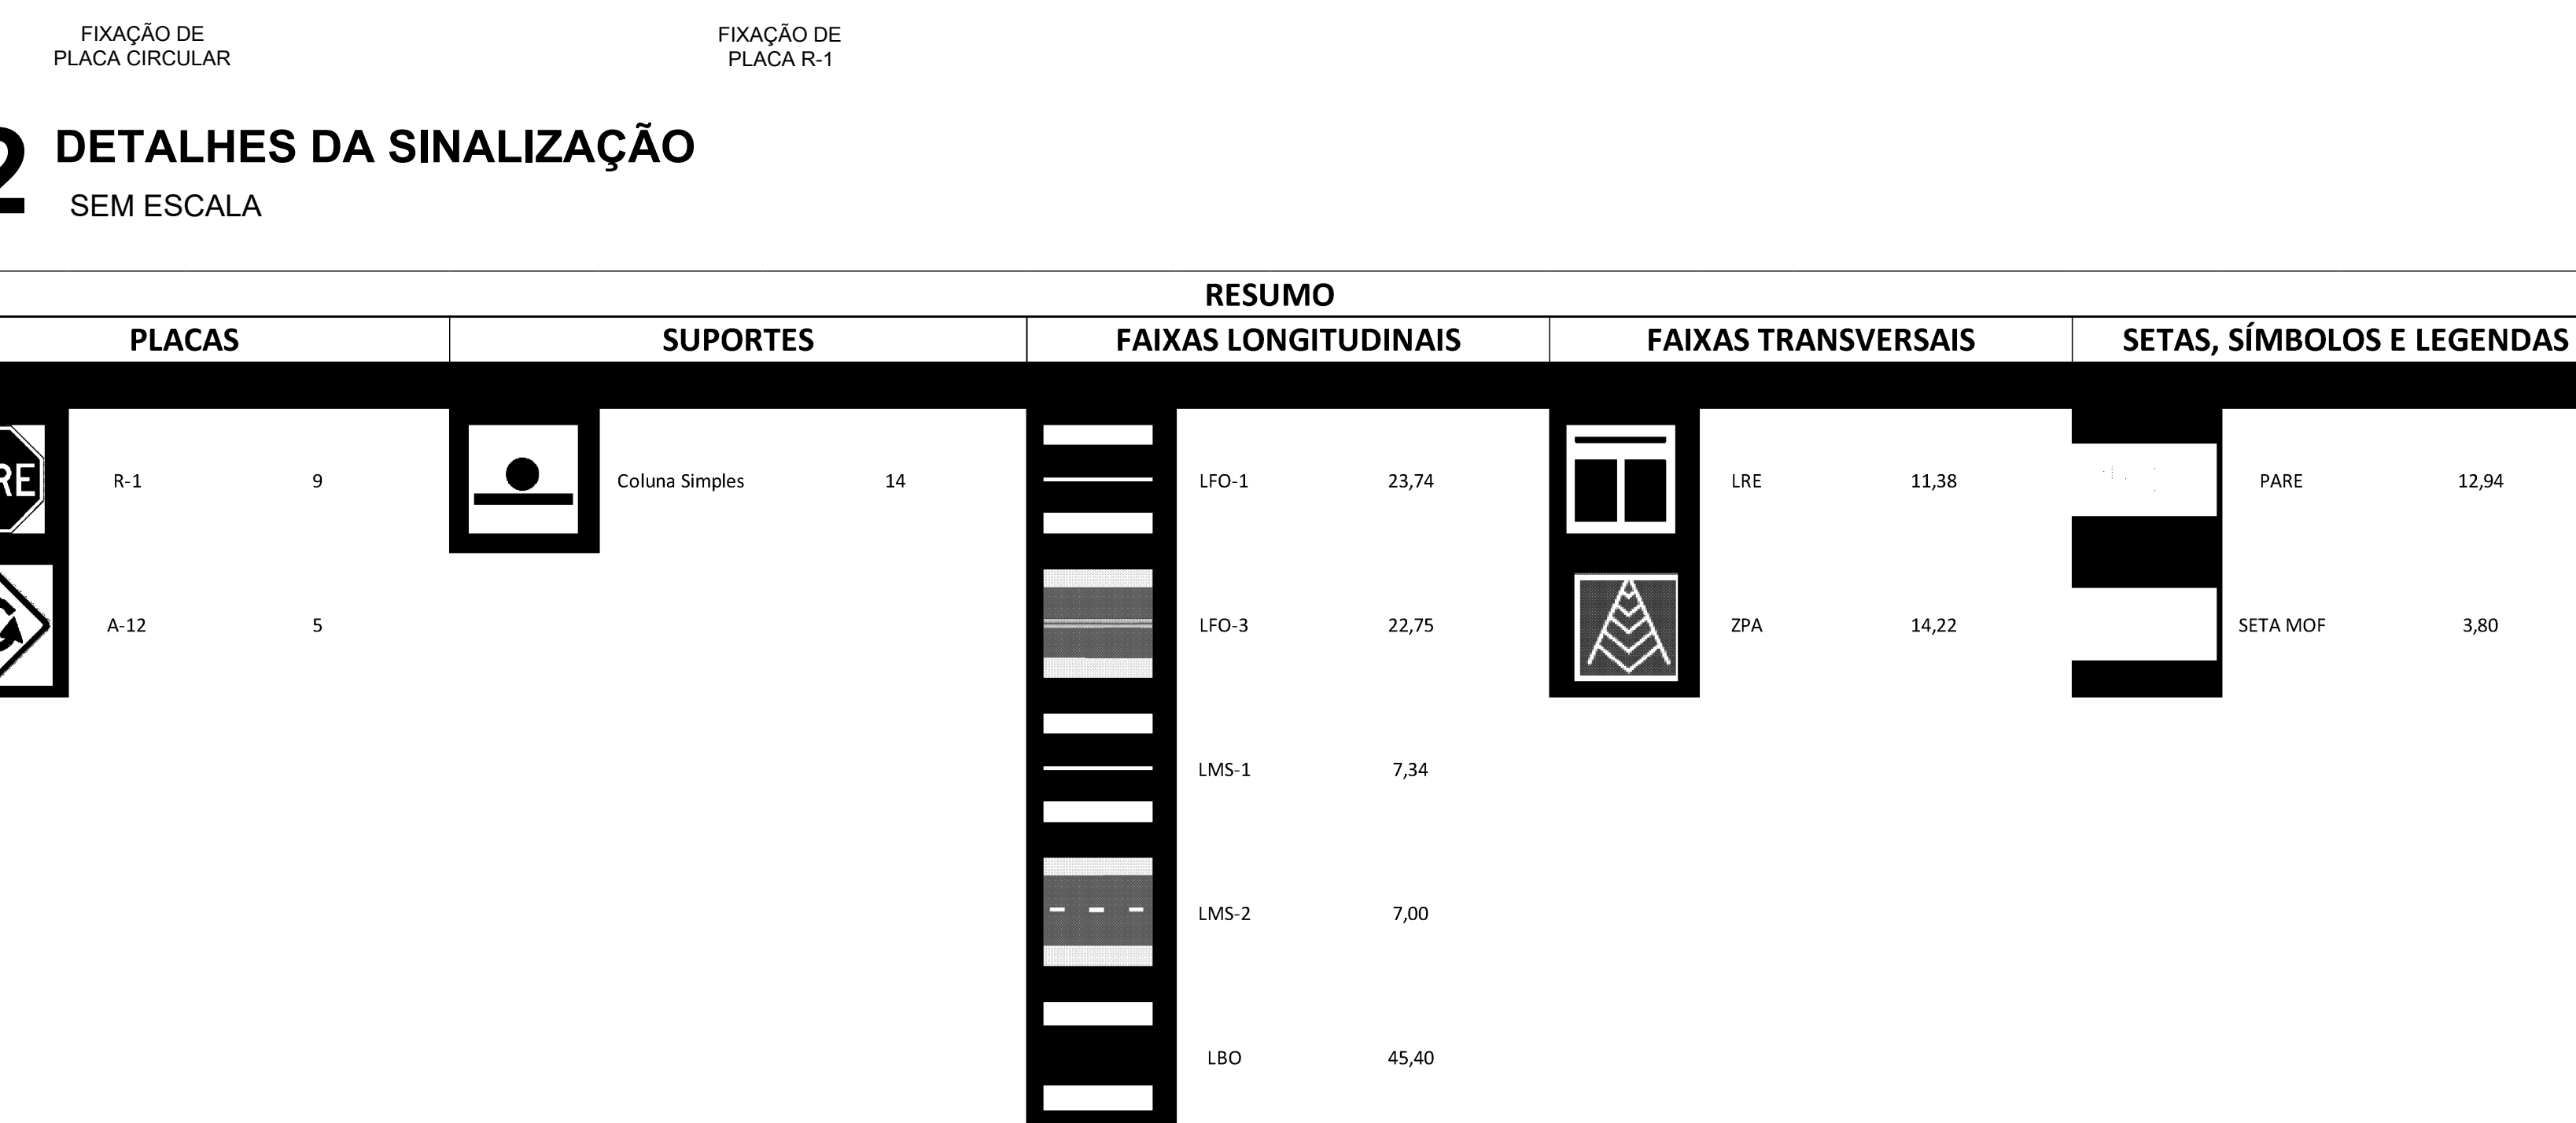 FIXAÇÃO DE
PLACA CIRCULAR
FIXAÇÃO DE
PLACA R-1
2 DETALHES DA SINALIZAÇÃO
SEM ESCALA
RESUMO
PLACAS SUPORTES FAIXAS LONGITUDINAIS FAIXAS TRANSVERSAIS SETAS, SÍMBOLOS E LEGENDAS
RE R-1 9 Coluna Simples 14 LFO-1 23,74 LRE 11,38 PARE 12,94
A-12 5 LFO-3 22,75 ZPA 14,22 SETA MOF 3,80
LMS-1 7,34
LMS-2 7,00
LBO 45,40